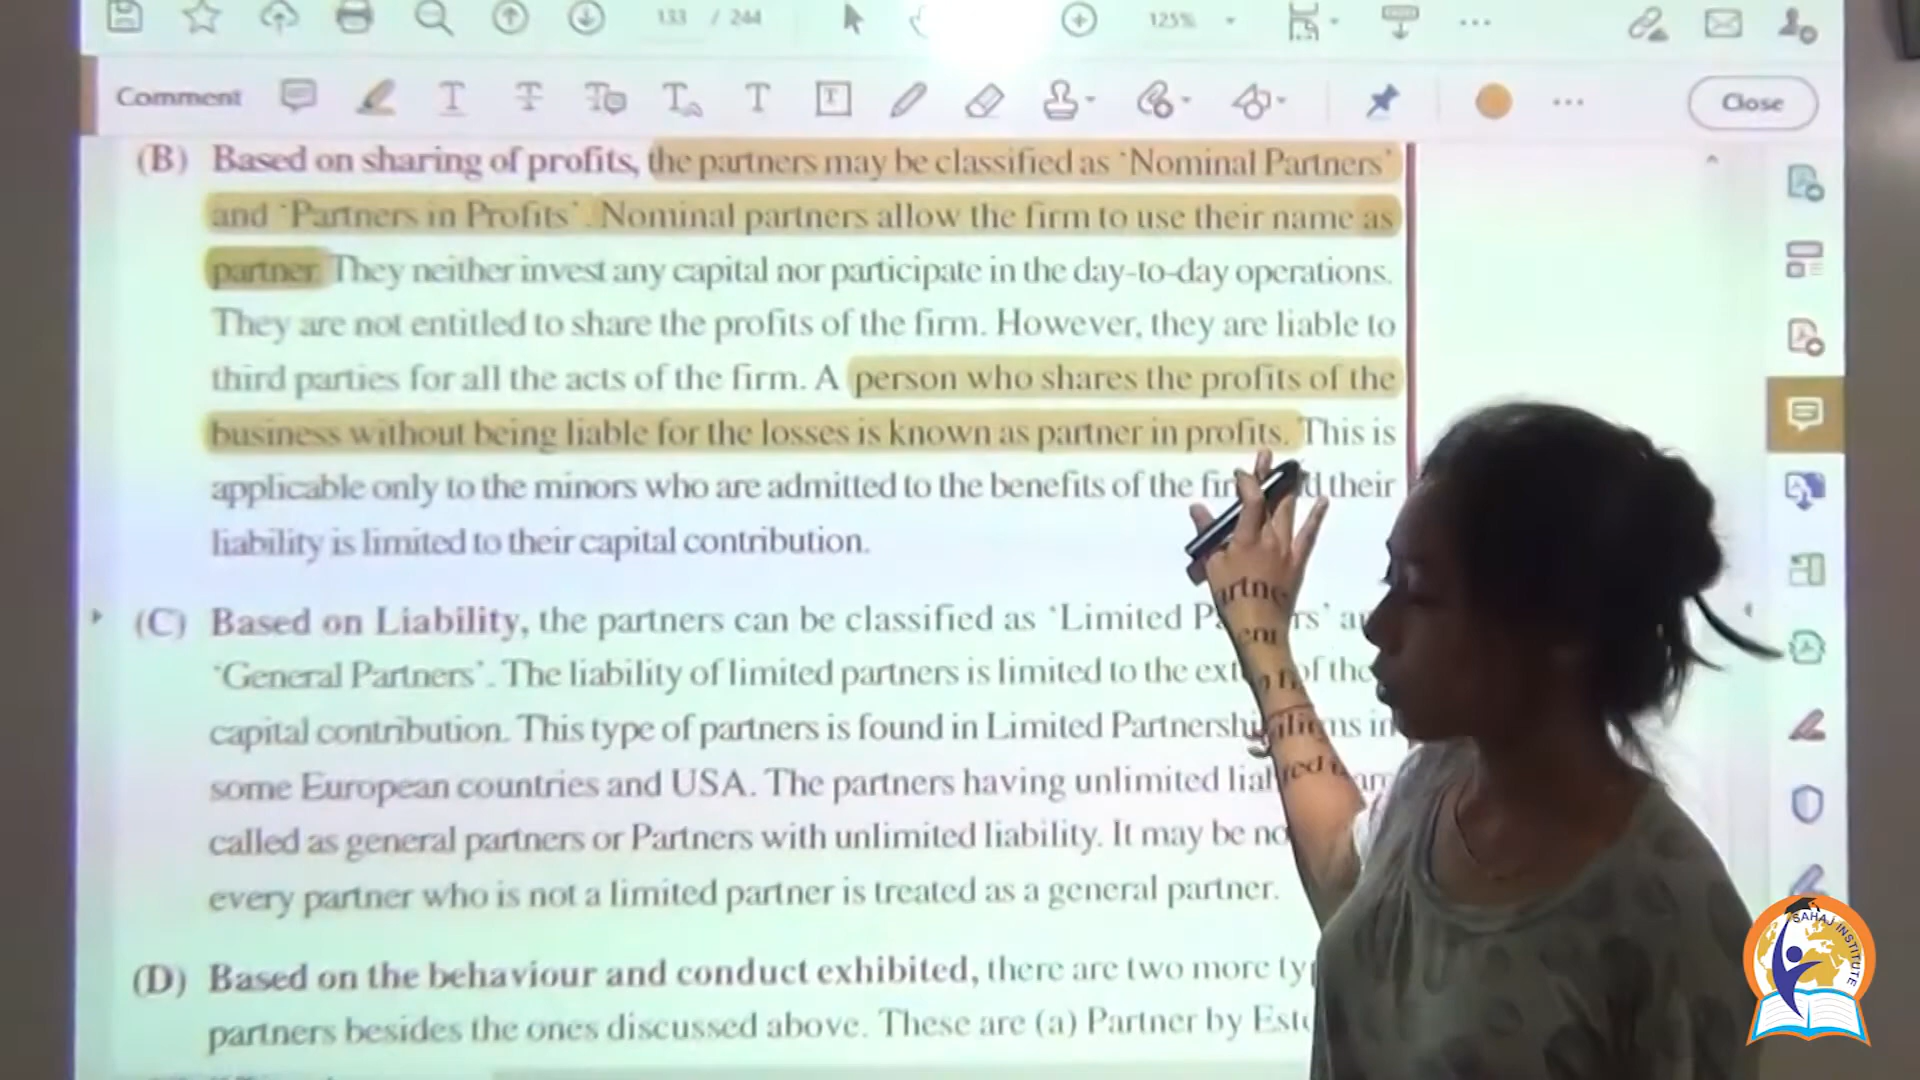 133 / 244
125%
Comment
Close
(B) Based on sharing of profits, the partners may be classified as ‘Nominal Partners’
and ‘Partners in Profits’. Nominal partners allow the firm to use their name as
partner. They neither invest any capital nor participate in the day-to-day operations.
They are not entitled to share the profits of the firm. However, they are liable to
third parties for all the acts of the firm. A person who shares the profits of the
business without being liable for the losses is known as partner in profits. This is
applicable only to the minors who are admitted to the benefits of the their
liability is limited to their capital contribution.
(C) Based on Liability, the partners can be classified as ‘Limited
‘General Partners’. The liability of limited partners is limited to the of
capital contribution. This type of partners is found in Limited in
some European countries and USA. The partners having unlimited
called as general partners or Partners with unlimited liability. It may be
every partner who is not a limited partner is treated as a general partner.
(D) Based on the behaviour and conduct exhibited, there are two more
partners besides the ones discussed above. These are (a) Partner by
SAHAJ INSTITUTE